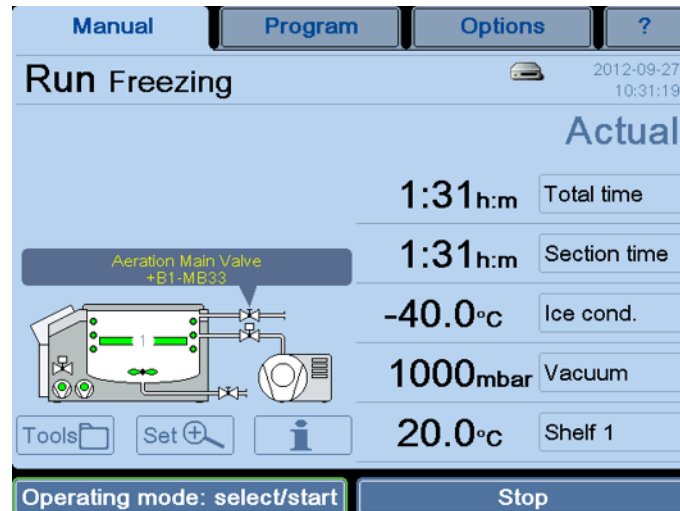 Manual Program Options ?
Run Freezing
2012-09-27
10:31:19
Actual
1:31h:m Total time
1:31h:m Section time
-40.0°C Ice cond.
1000mbar Vacuum
20.0°C Shelf 1
Aeration Main Valve
+B1-MB33
1
Tools Set i
Operating mode: select/start Stop